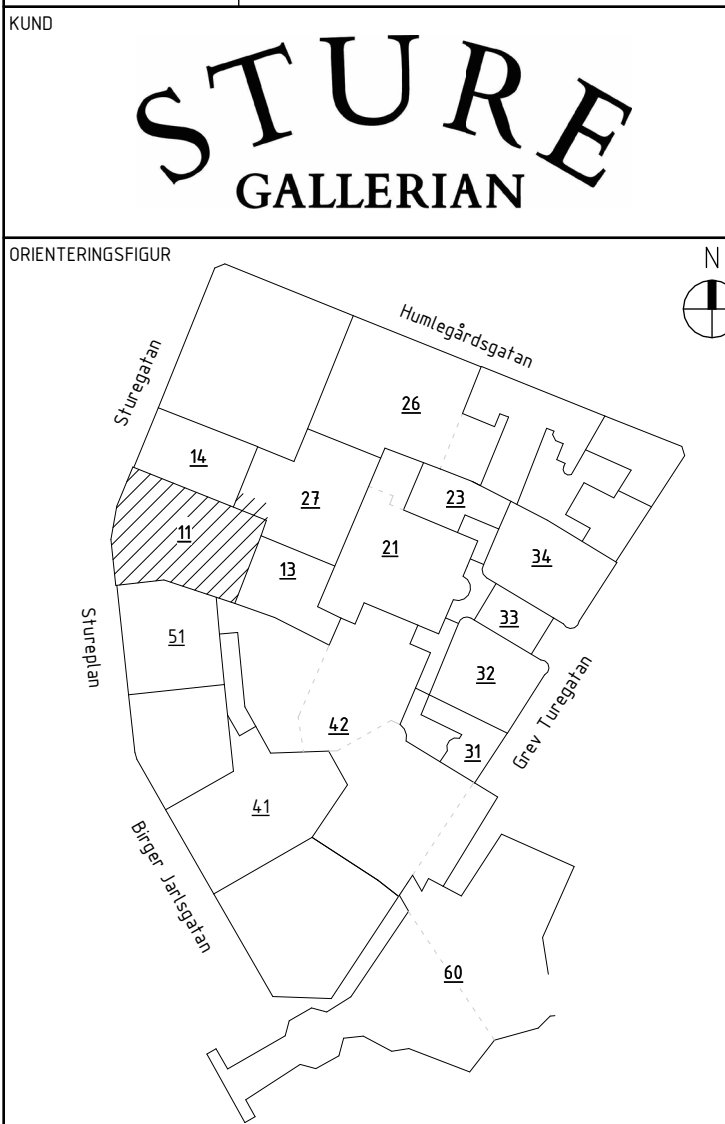 KUND
STURE
GALLERIAN
ORIENTERINGSFIGUR
N
Humlegårdsgatan
Sturegatan
26
14
27
23
11
21
34
13
33
Stureplan
51
32
42
Grev Turegatan
31
41
Birger Jarlsgatan
60